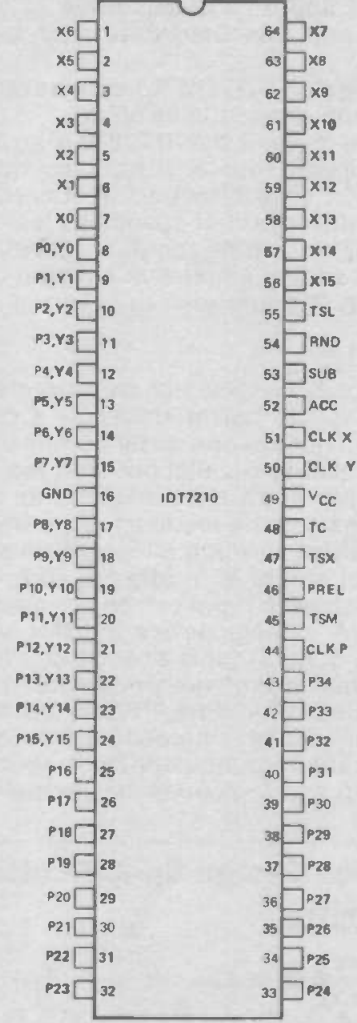 X6 1 64 X7
X5 2 63 X8
X4 3 62 X9
X3 4 61 X10
X2 5 60 X11
X1 6 59 X12
X0 7 58 X13
P0,Y0 8 57 X14
P1,Y1 9 56 X15
P2,Y2 10 55 TSL
P3,Y3 11 54 RND
P4,Y4 12 53 SUB
P5,Y5 13 52 ACC
P6,Y6 14 51 CLK X
P7,Y7 15 50 CLK Y
GND 16 IDT7210 49 VCC
P8,Y8 17 48 TC
P9,Y9 18 47 TSX
P10,Y10 19 46 PREL
P11,Y11 20 45 TSM
P12,Y12 21 44 CLK P
P13,Y13 22 43 P34
P14,Y14 23 42 P33
P15,Y15 24 41 P32
P16 25 40 P31
P17 26 39 P30
P18 27 38 P29
P19 28 37 P28
P20 29 36 P27
P21 30 35 P26
P22 31 34 P25
P23 32 33 P24